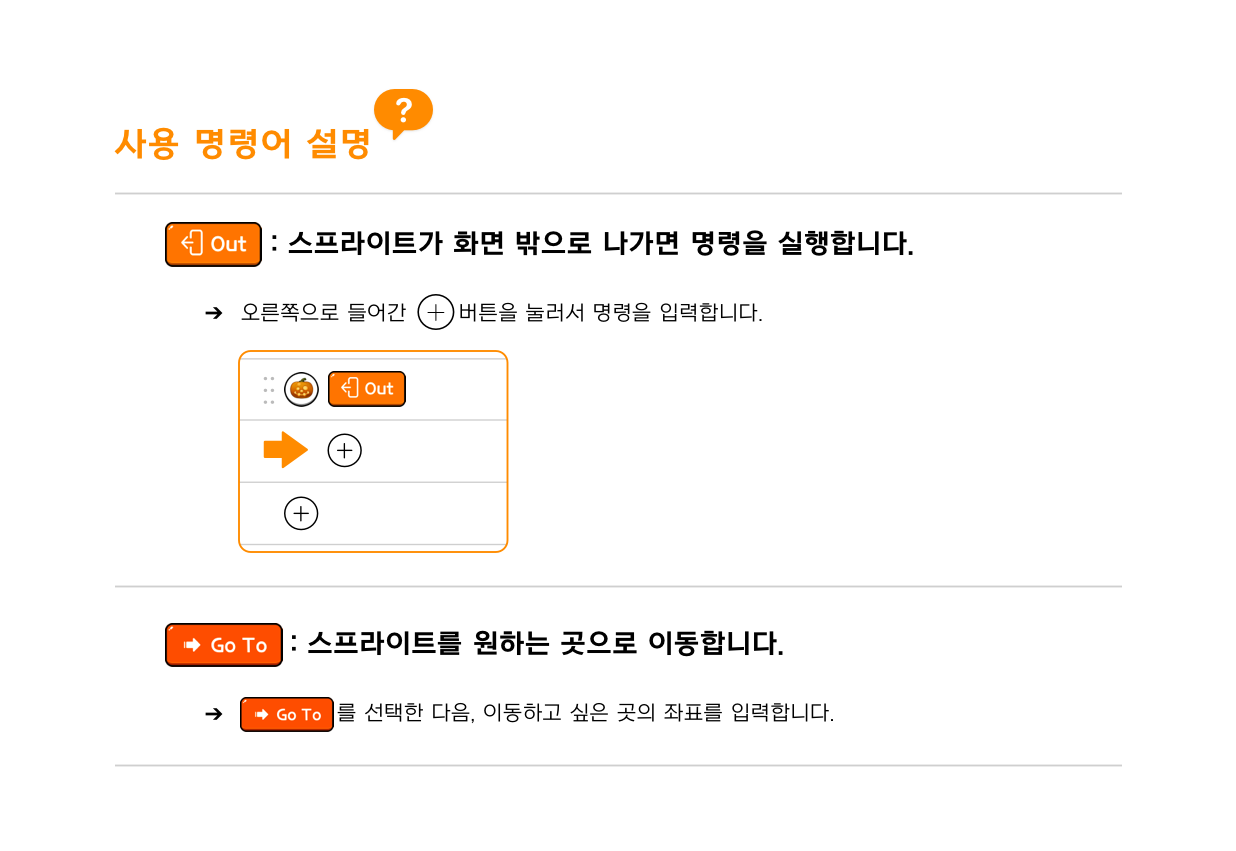 사용 명령어 설명 ?
Out : 스프라이트가 화면 밖으로 나가면 명령을 실행합니다.
➔ 오른쪽으로 들어간 + 버튼을 눌러서 명령을 입력합니다.
Out
+
+
Go To : 스프라이트를 원하는 곳으로 이동합니다.
➔ Go To 를 선택한 다음, 이동하고 싶은 곳의 좌표를 입력합니다.